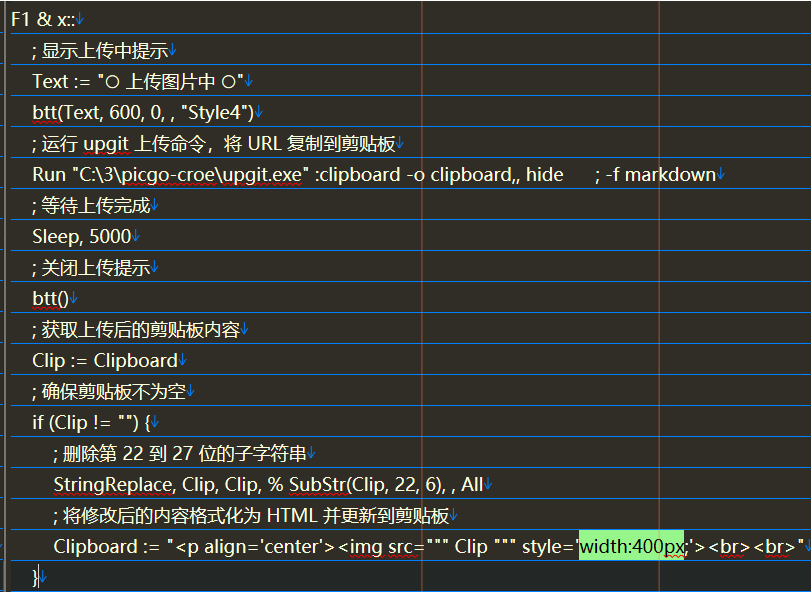 F1 & x::
; 显示上传中提示
Text := "○ 上传图片中 ○"
btt(Text, 600, 0, , "Style4")
; 运行 upgit 上传命令，将 URL 复制到剪贴板
Run "C:\3\picgo-croe\upgit.exe" :clipboard -o clipboard,, hide      ; -f markdown
; 等待上传完成
Sleep, 5000
; 关闭上传提示
btt()
; 获取上传后的剪贴板内容
Clip := Clipboard
; 确保剪贴板不为空
if (Clip != "") {
; 删除第 22 到 27 位的子字符串
StringReplace, Clip, Clip, % SubStr(Clip, 22, 6), , All
; 将修改后的内容格式化为 HTML 并更新到剪贴板
Clipboard := "<p align='center'><img src=""" Clip """ style='width:400px;'><br><br>"
}